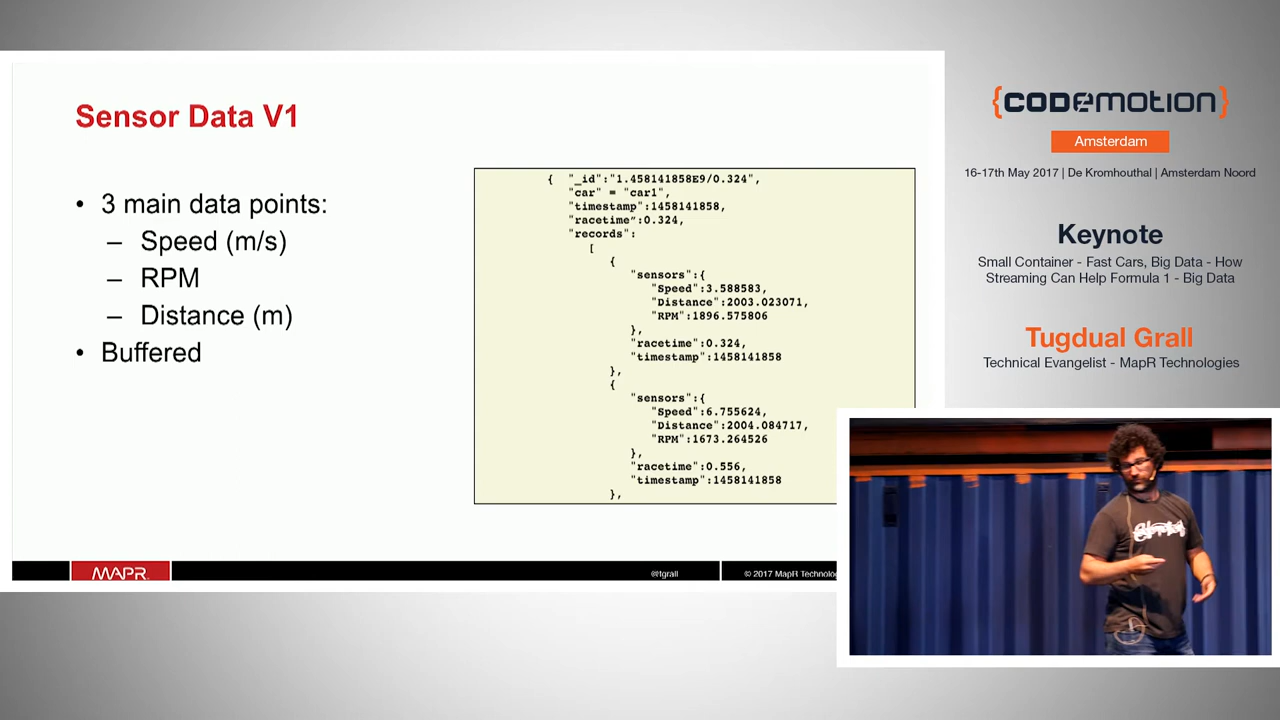 Sensor Data V1
• 3 main data points:
– Speed (m/s)
– RPM
– Distance (m)
• Buffered
{ "_id":"1.458141858E9/0.324",
"car" = "car1",
"timestamp":1458141858,
"racetime":0.324,
"records":
[
{
"sensors":{
"Speed":3.588583,
"Distance":2003.023071,
"RPM":1896.575806
},
"racetime":0.324,
"timestamp":1458141858
},
{
"sensors":{
"Speed":6.755624,
"Distance":2004.084717,
"RPM":1673.264526
},
"racetime":0.556,
"timestamp":1458141858
},
MAPR
@tgrall
© 2017 MapR
{CODEMOTION}
Amsterdam
16-17th May 2017 | De Kromhouthal | Amsterdam Noord
Keynote
Small Container - Fast Cars, Big Data - How
Streaming Can Help Formula 1 - Big Data
Tugdual Grall
Technical Evangelist - MapR Technologies